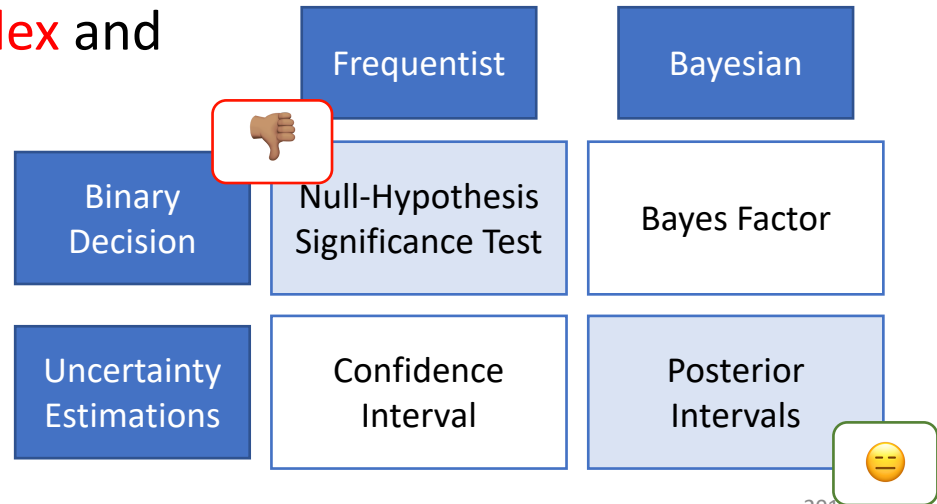 lex and
Frequentist
Bayesian
Binary
Decision
Null-Hypothesis
Significance Test
Bayes Factor
Uncertainty
Estimations
Confidence
Interval
Posterior
Intervals